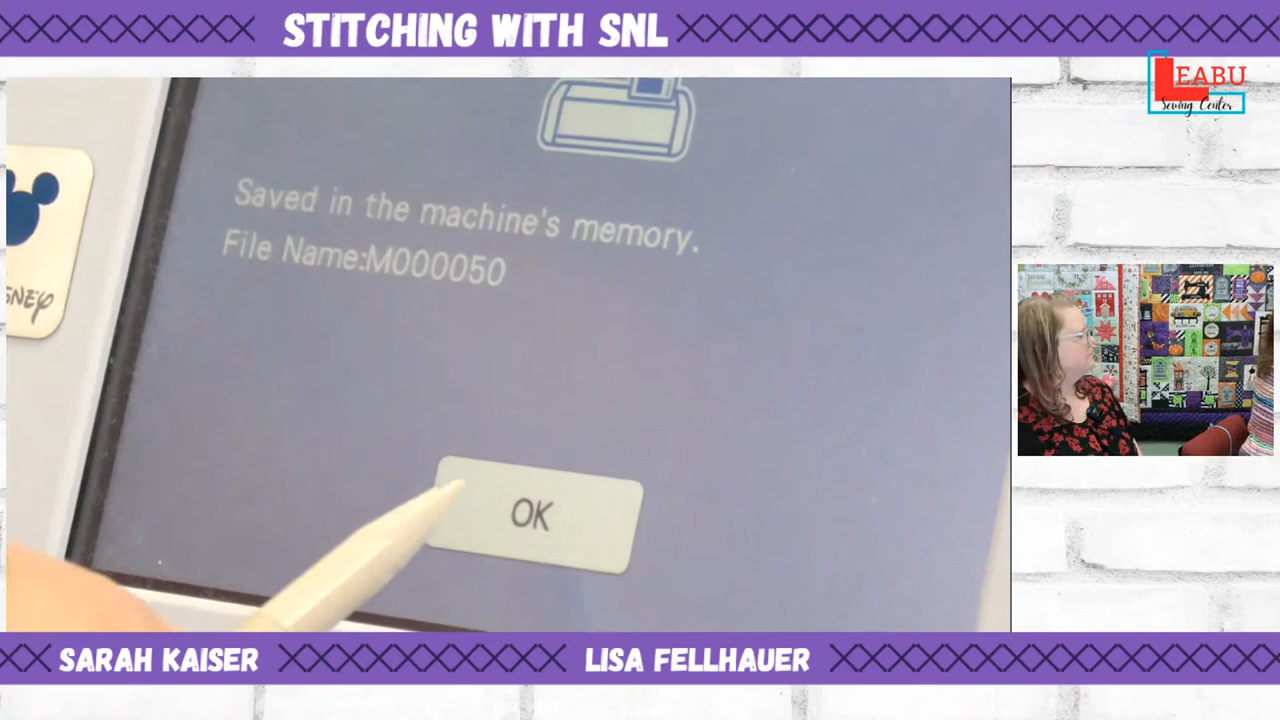 STITCHING WITH SNL
LEABU
Sewing Center
Saved in the machine's memory.
File Name:M000050
SNEY
OK
SARAH KAISER
LISA FELLHAUER